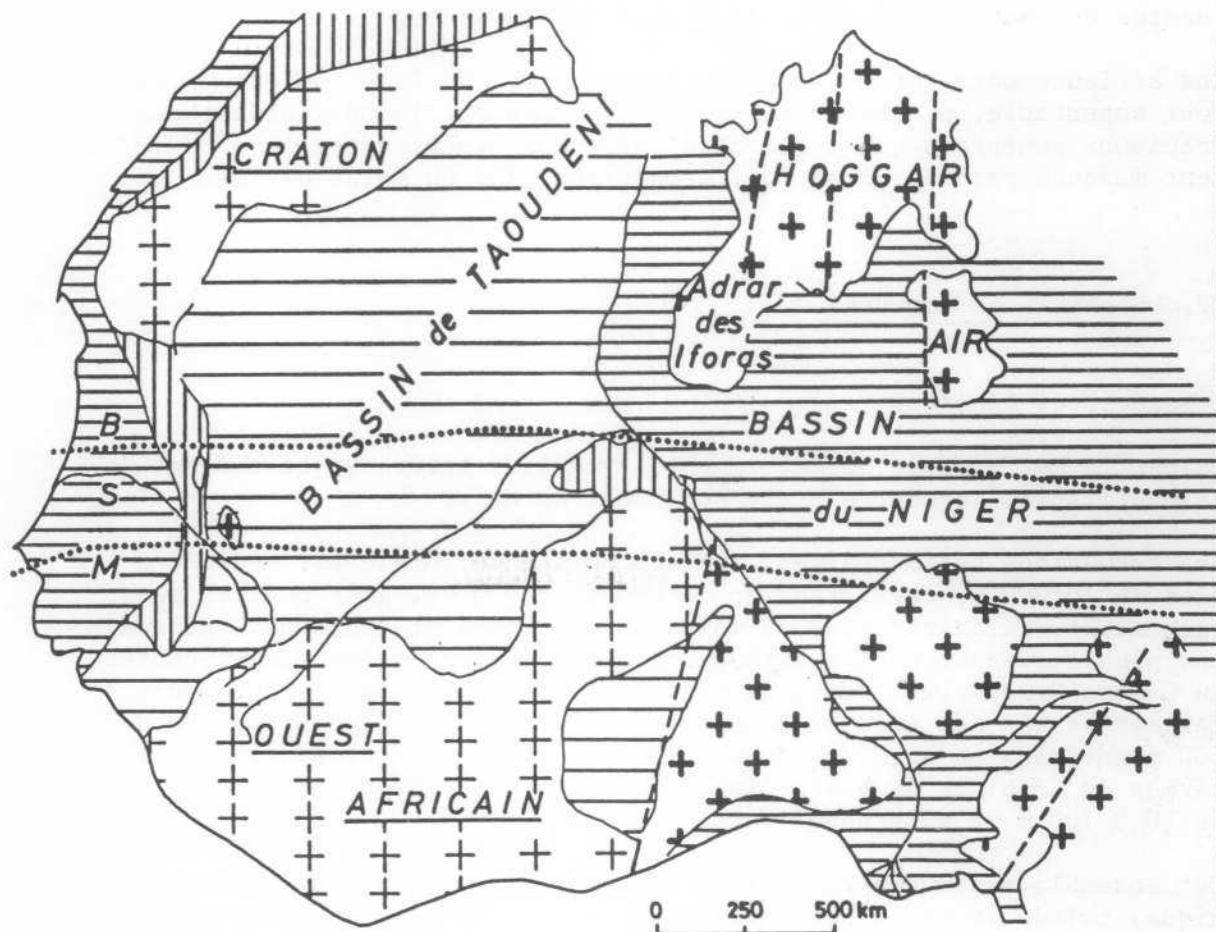 CRATON
HOGGAR
BASSIN de TAOUDENI
Adrar
des
Iforas
AIR
B
BASSIN
S
du NIGER
M
OUEST
AFRICAIN
0 250 500 km